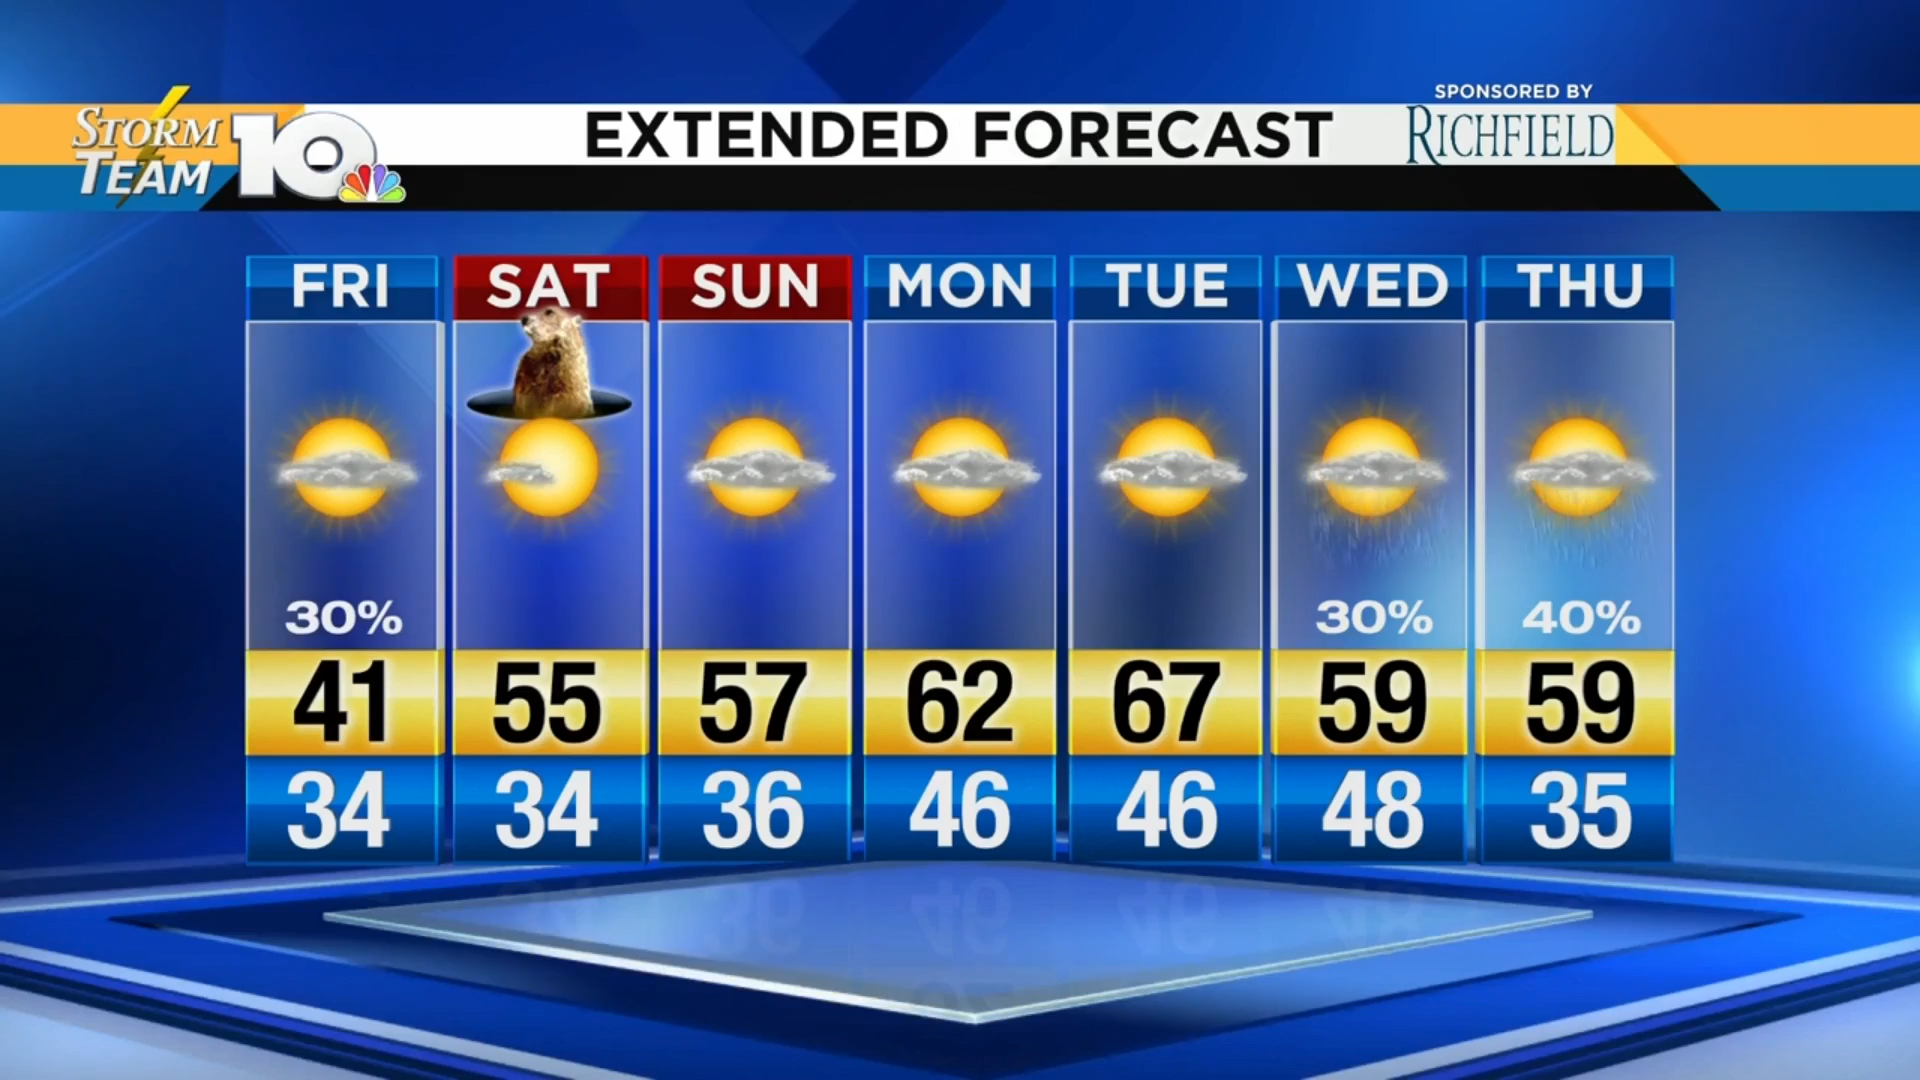 SPONSORED BY
STORM TEAM 10
EXTENDED FORECAST
RICHFIELD
FRI SAT SUN MON TUE WED THU
30% 30% 40%
41 55 57 62 67 59 59
34 34 36 46 46 48 35